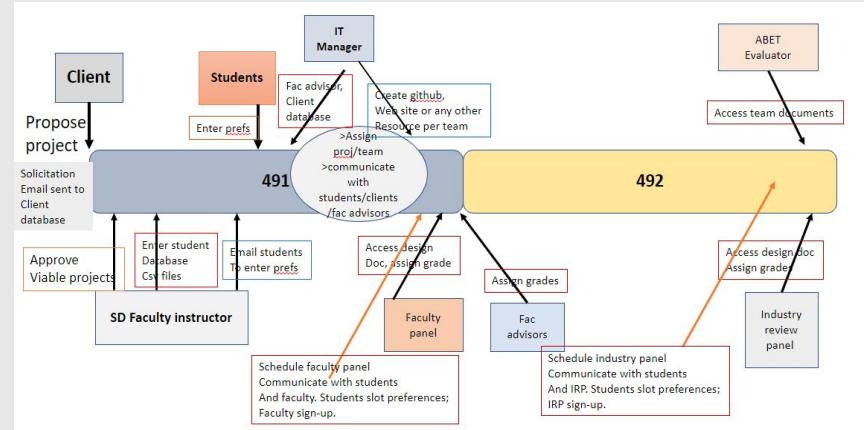 IT
Manager
ABET
Evaluator
Client
Students
Fac advisor,
Client
database
Create github,
Web site or any other
Resource per team
Access team documents
Propose
project
Enter prefs
>Assign
proj/team
>communicate
with
students/clients
/fac advisors
491
492
Solicitation
Email sent to
Client
database
Approve
Viable projects
Enter student
Database
Csv files
Email students
To enter prefs
Access design
Doc, assign grade
Access design doc
Assign grades
Assign grades
SD Faculty instructor
Faculty
panel
Fac
advisors
Industry
review
panel
Schedule faculty panel
Communicate with students
And faculty. Students slot preferences;
Faculty sign-up.
Schedule industry panel
Communicate with students
And IRP. Students slot preferences;
IRP sign-up.